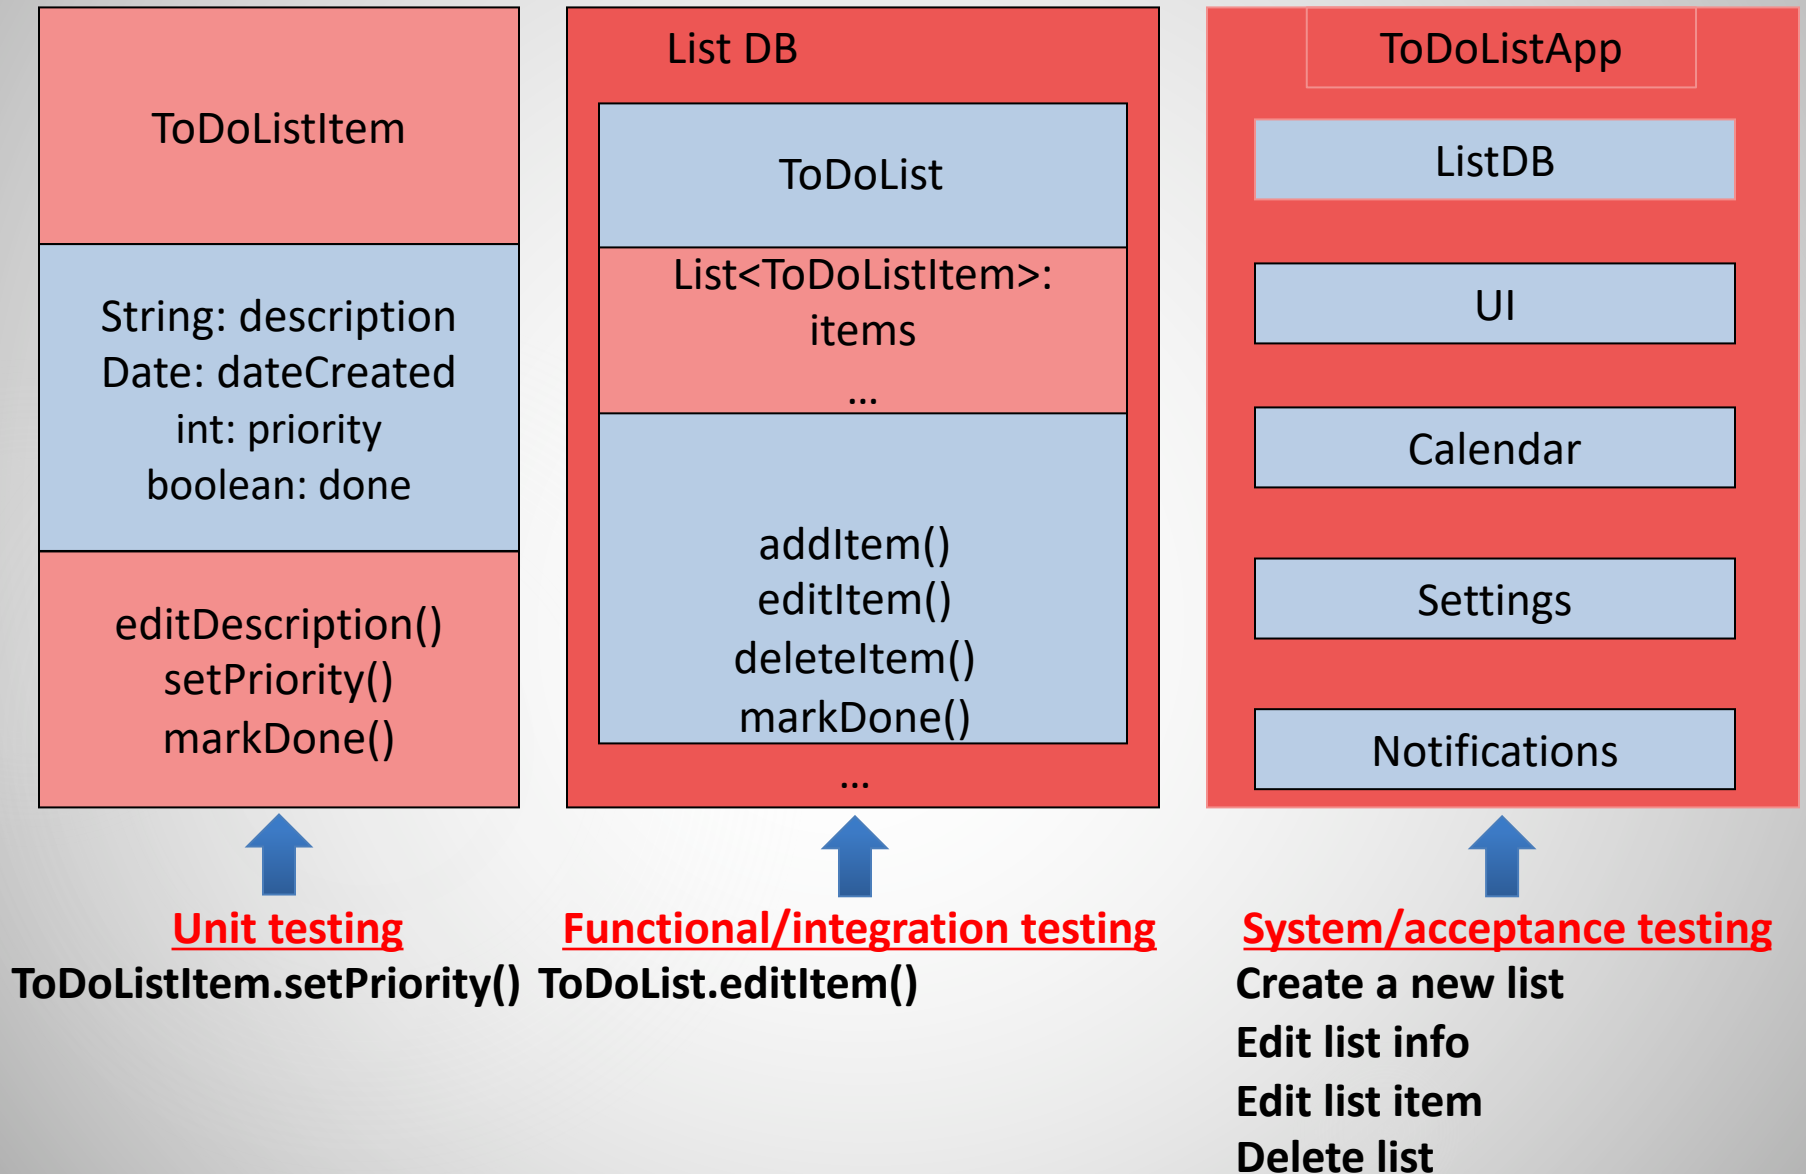 ToDoListItem
String: description
Date: dateCreated
int: priority
boolean: done
editDescription()
setPriority()
markDone()
Unit testing
ToDoListItem.setPriority()
List DB
ToDoList
List<ToDoListItem>:
items
...
addItem()
editItem()
deleteItem()
markDone()
...
Functional/integration testing
ToDoList.editItem()
ToDoListApp
ListDB
UI
Calendar
Settings
Notifications
System/acceptance testing
Create a new list
Edit list info
Edit list item
Delete list